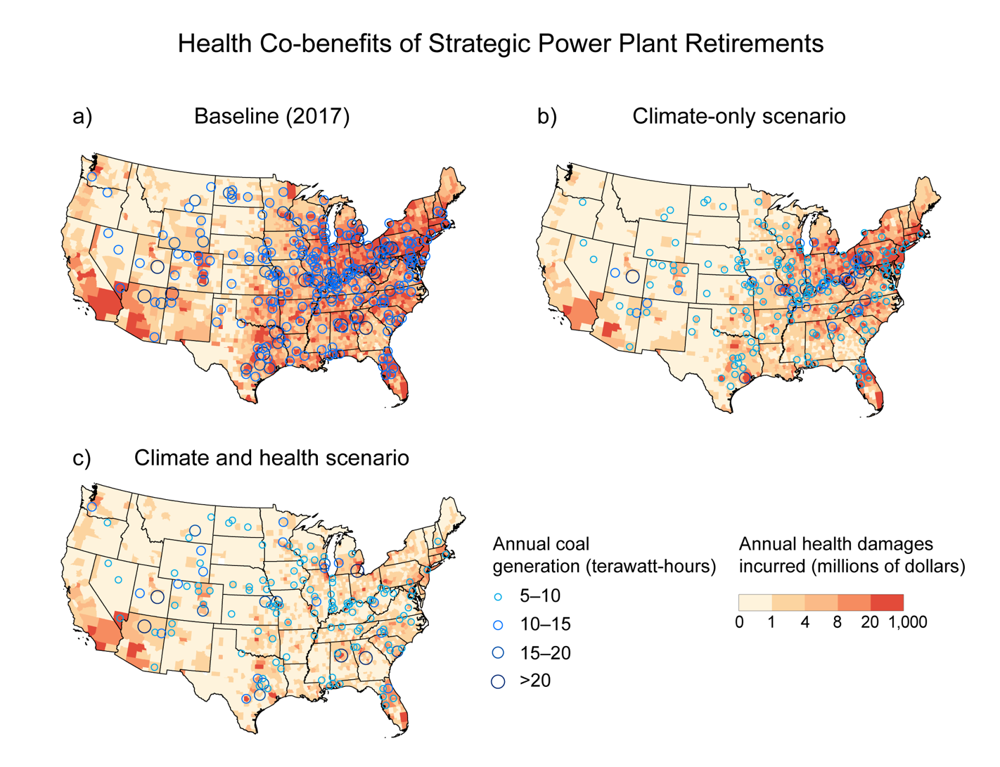 Health Co-benefits of Strategic Power Plant Retirements
a) Baseline (2017)
b) Climate-only scenario
c) Climate and health scenario
Annual coal
generation (terawatt-hours)
5–10
10–15
15–20
>20
Annual health damages
incurred (millions of dollars)
0 1 4 8 20 1,000